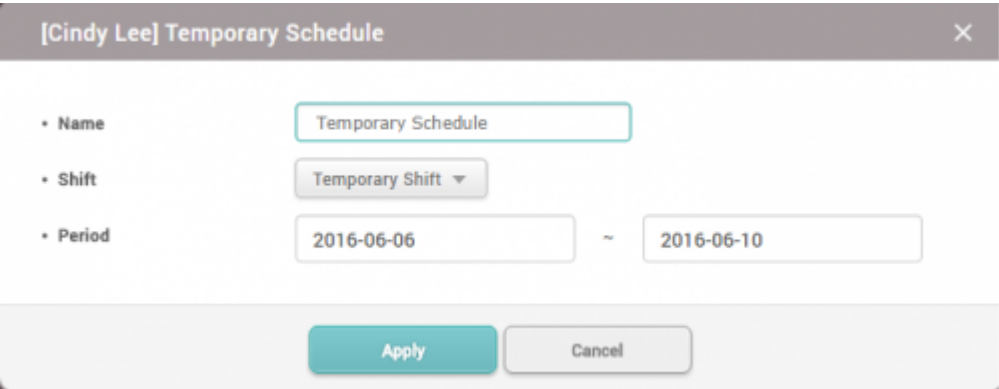 [Cindy Lee] Temporary Schedule
• Name Temporary Schedule
• Shift Temporary Shift
• Period 2016-06-06 ~ 2016-06-10
Apply Cancel